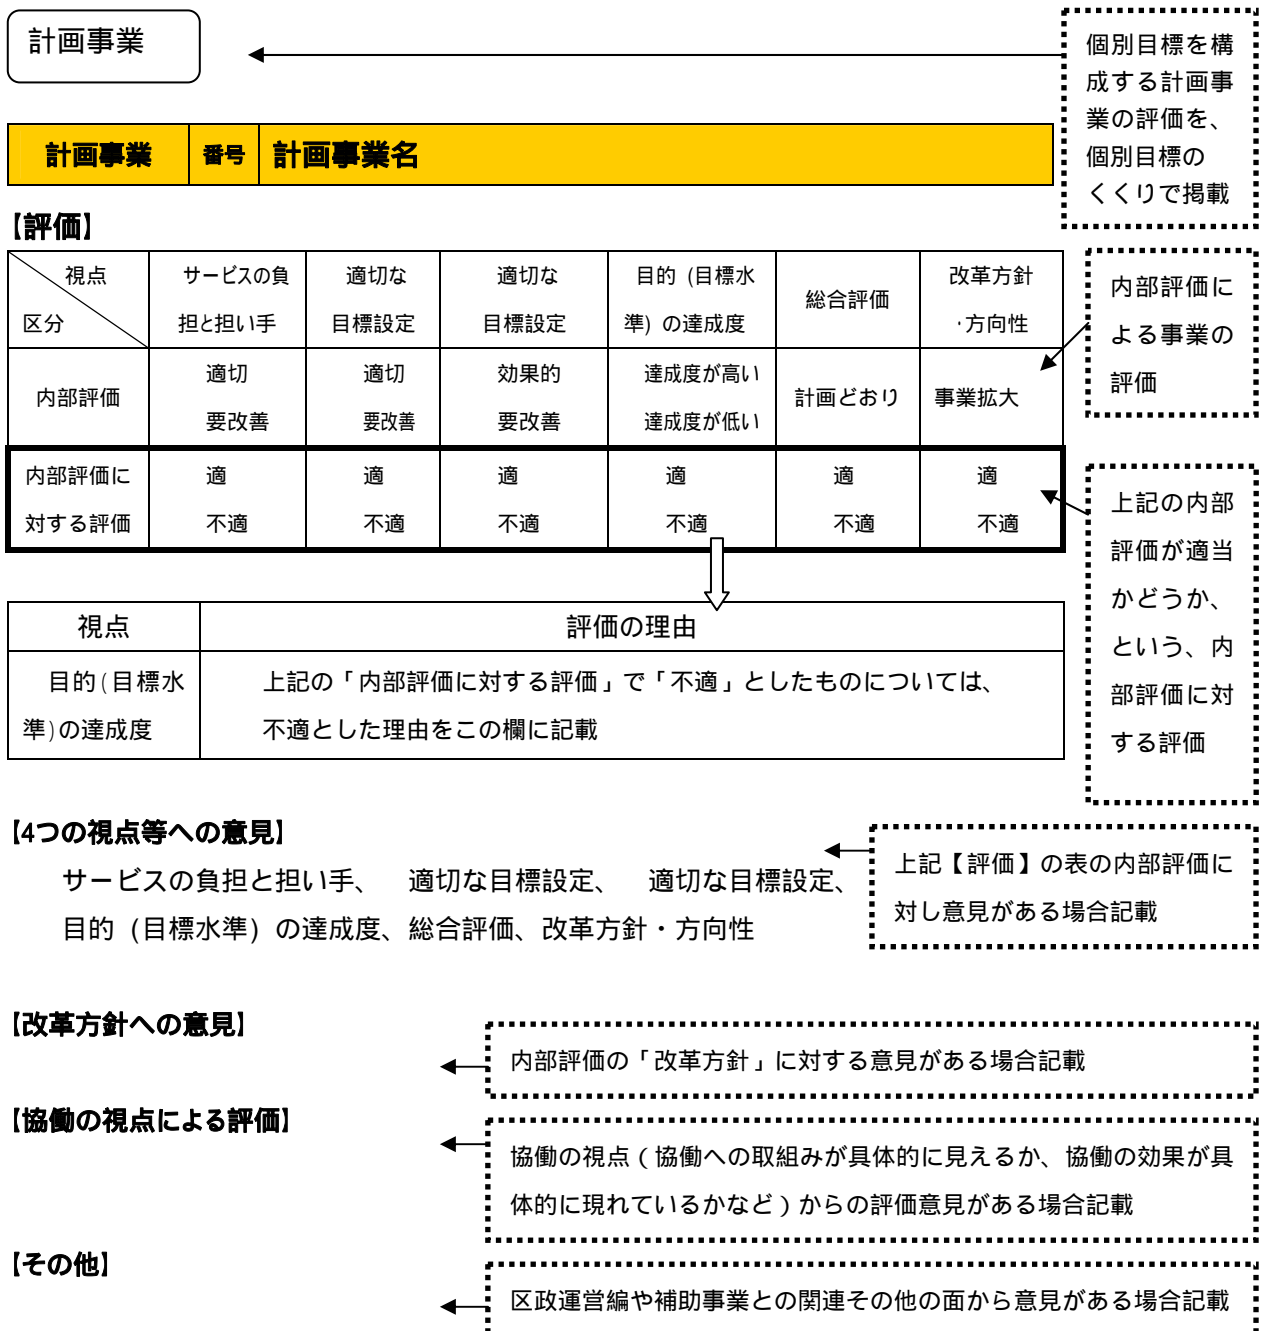 計画事業
個別目標を構
成する計画事
業の評価を、
個別目標の
くくりで掲載
計画事業 番号 計画事業名
【評価】
視点
区分
サービスの負
担と担い手
適切な
目標設定
適切な
目標設定
目的（目標水
準）の達成度
総合評価
改革方針
・方向性
内部評価
適切
要改善
適切
要改善
効果的
要改善
達成度が高い
達成度が低い
計画どおり
事業拡大
内部評価に
よる事業の
評価
内部評価に
対する評価
適
不適
適
不適
適
不適
適
不適
適
不適
適
不適
上記の内部
評価が適当
かどうか、
という、内
部評価に対
する評価
視点 評価の理由
目的(目標水
準)の達成度
上記の「内部評価に対する評価」で「不適」としたものについては、
不適とした理由をこの欄に記載
【4つの視点等への意見】
サービスの負担と担い手、 適切な目標設定、 適切な目標設定、
目的（目標水準）の達成度、総合評価、改革方針・方向性
上記【評価】の表の内部評価に
対し意見がある場合記載
【改革方針への意見】
内部評価の「改革方針」に対する意見がある場合記載
【協働の視点による評価】
協働の視点（協働への取組みが具体的に見えるか、協働の効果が具
体的に現れているかなど）からの評価意見がある場合記載
【その他】
区政運営編や補助事業との関連その他の面から意見がある場合記載